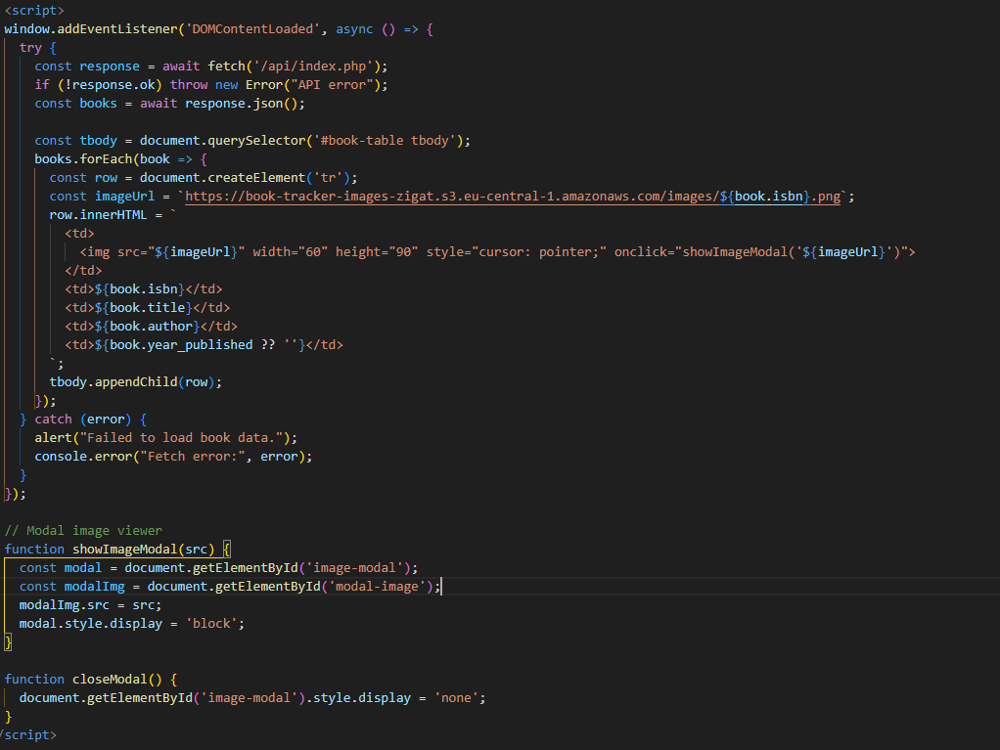 <script>
window.addEventListener('DOMContentLoaded', async () => {
  try {
    const response = await fetch('/api/index.php');
    if (!response.ok) throw new Error("API error");
    const books = await response.json();

    const tbody = document.querySelector('#book-table tbody');
    books.forEach(book => {
      const row = document.createElement('tr');
      const imageUrl = `https://book-tracker-images-zigat.s3.eu-central-1.amazonaws.com/images/${book.isbn}.png`;
      row.innerHTML = `
        <td>
          <img src="${imageUrl}" width="60" height="90" style="cursor: pointer;" onclick="showImageModal('${imageUrl}')">
        </td>
        <td>${book.isbn}</td>
        <td>${book.title}</td>
        <td>${book.author}</td>
        <td>${book.year_published ?? ''}</td>
      `;
      tbody.appendChild(row);
    });
  } catch (error) {
    alert("Failed to load book data.");
    console.error("Fetch error:", error);
  }
});

// Modal image viewer
function showImageModal(src) {
  const modal = document.getElementById('image-modal');
  const modalImg = document.getElementById('modal-image');
  modalImg.src = src;
  modal.style.display = 'block';
}

function closeModal() {
  document.getElementById('image-modal').style.display = 'none';
}
/script>